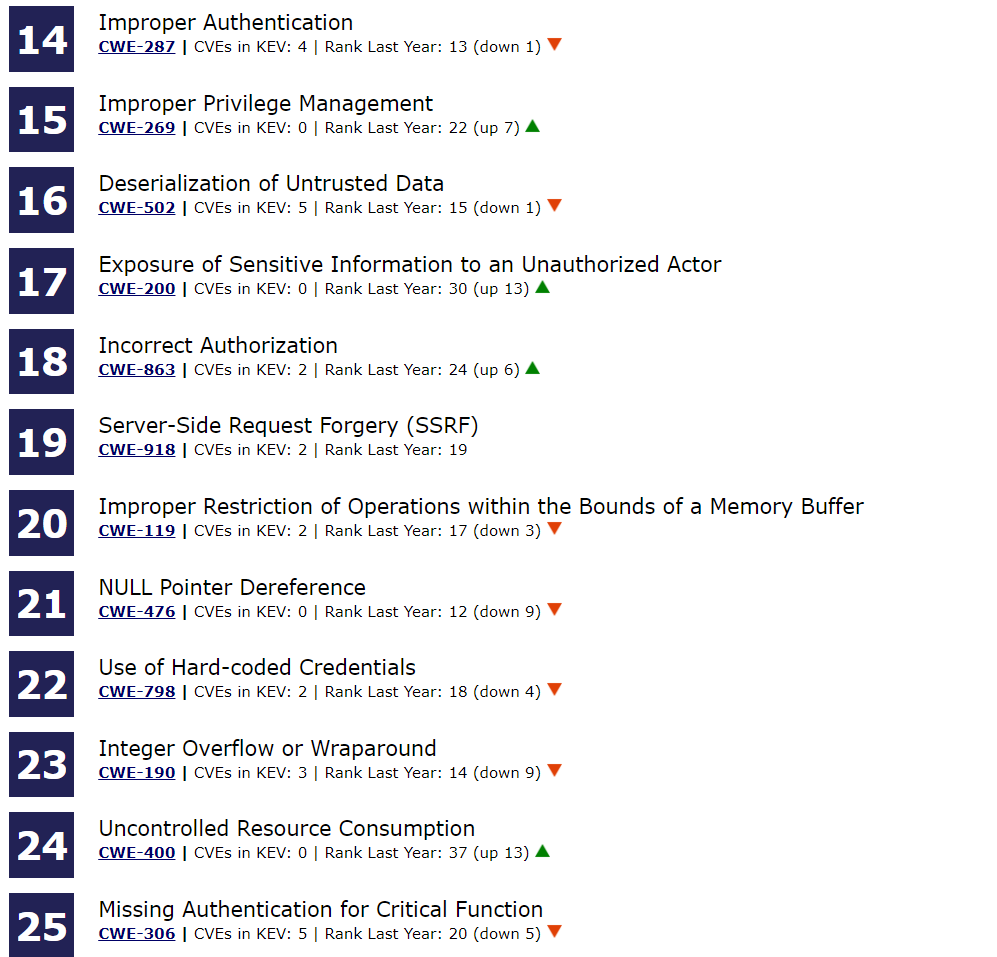 14
Improper Authentication
CWE-287 | CVEs in KEV: 4 | Rank Last Year: 13 (down 1)
15
Improper Privilege Management
CWE-269 | CVEs in KEV: 0 | Rank Last Year: 22 (up 7)
16
Deserialization of Untrusted Data
CWE-502 | CVEs in KEV: 5 | Rank Last Year: 15 (down 1)
17
Exposure of Sensitive Information to an Unauthorized Actor
CWE-200 | CVEs in KEV: 0 | Rank Last Year: 30 (up 13)
18
Incorrect Authorization
CWE-863 | CVEs in KEV: 2 | Rank Last Year: 24 (up 6)
19
Server-Side Request Forgery (SSRF)
CWE-918 | CVEs in KEV: 2 | Rank Last Year: 19
20
Improper Restriction of Operations within the Bounds of a Memory Buffer
CWE-119 | CVEs in KEV: 2 | Rank Last Year: 17 (down 3)
21
NULL Pointer Dereference
CWE-476 | CVEs in KEV: 0 | Rank Last Year: 12 (down 9)
22
Use of Hard-coded Credentials
CWE-798 | CVEs in KEV: 2 | Rank Last Year: 18 (down 4)
23
Integer Overflow or Wraparound
CWE-190 | CVEs in KEV: 3 | Rank Last Year: 14 (down 9)
24
Uncontrolled Resource Consumption
CWE-400 | CVEs in KEV: 0 | Rank Last Year: 37 (up 13)
25
Missing Authentication for Critical Function
CWE-306 | CVEs in KEV: 5 | Rank Last Year: 20 (down 5)